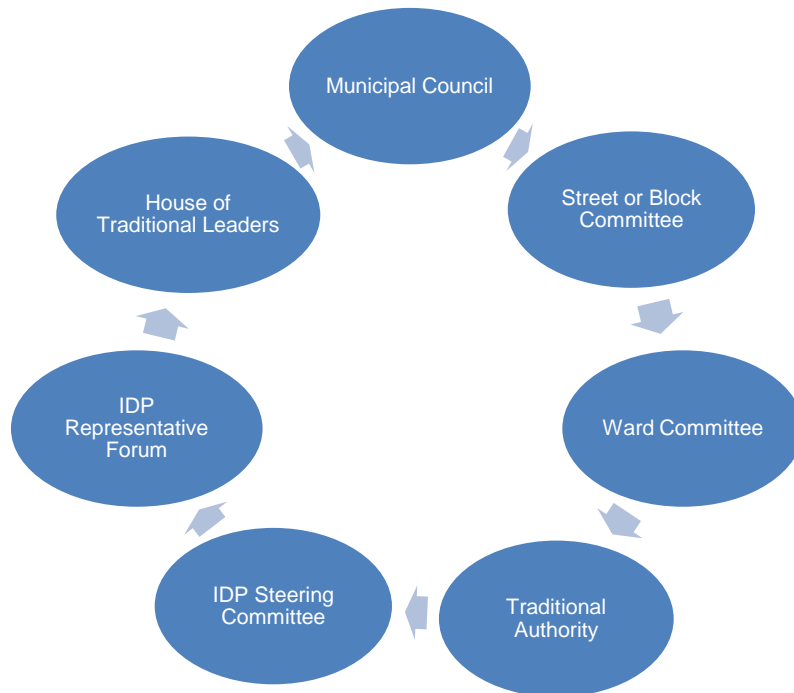 Municipal Council
Street or Block
Committee
Ward Committee
Traditional
Authority
IDP Steering
Committee
IDP
Representative
Forum
House of
Traditional Leaders